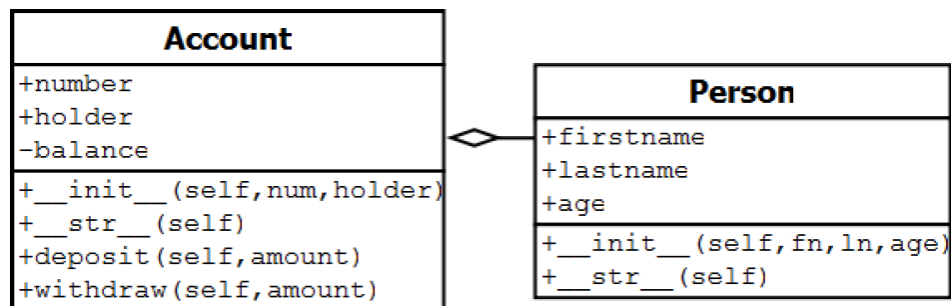 Account
+number
+holder
-balance
+__init__(self,num,holder)
+__str__(self)
+deposit(self,amount)
+withdraw(self,amount)
Person
+firstname
+lastname
+age
+__init__(self,fn,ln,age)
+__str__(self)